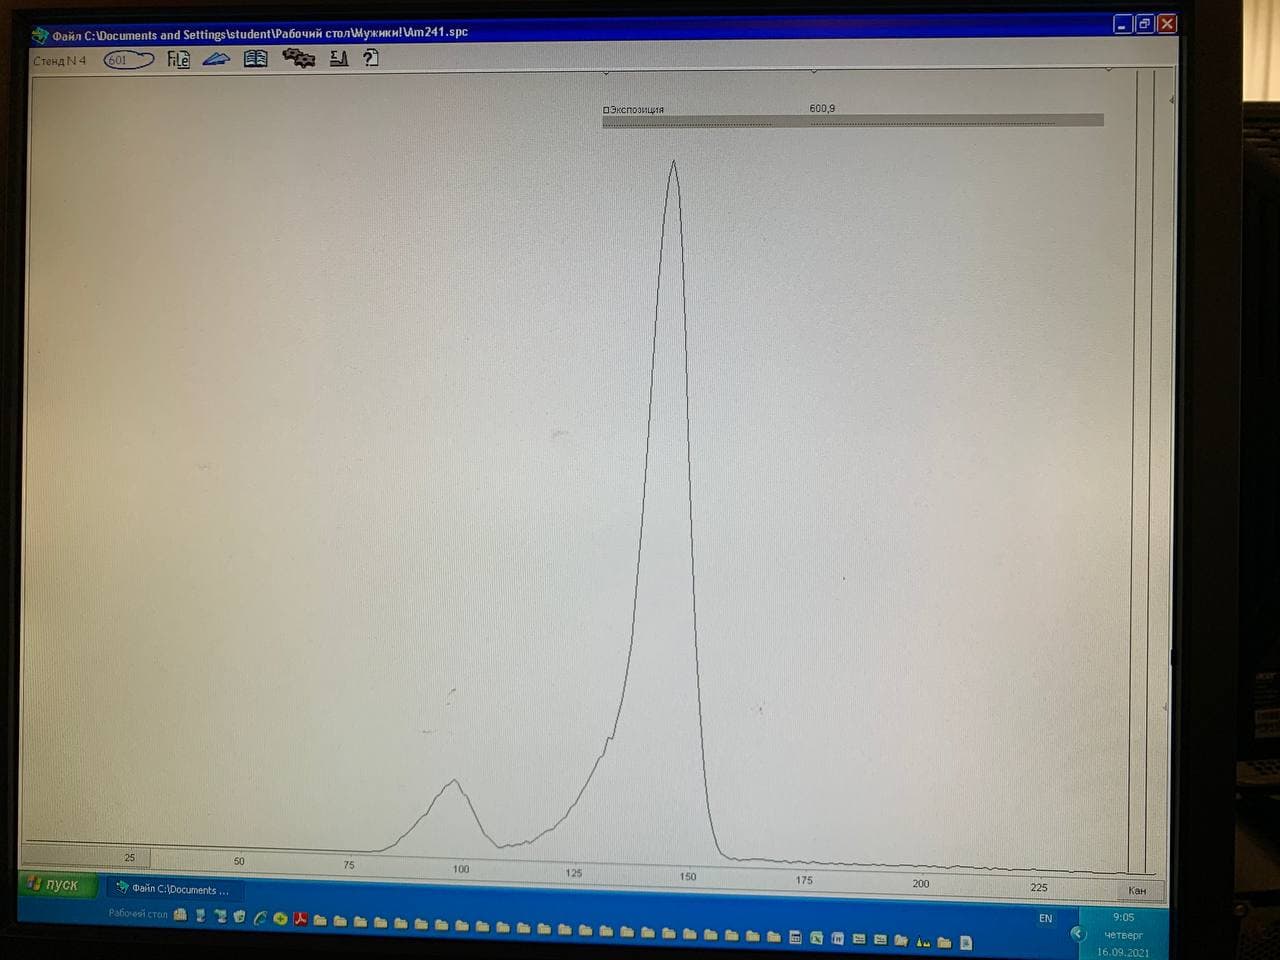 Файл C:\Documents and Settings\student\Рабочий стол\Мужики!\Am241.spc
Стенд N 4 601 File
Экспозиция 600,9
25 50 75 100 125 150 175 200 225 Кан
пуск Файл C:\Documents ...
Рабочий стол EN 9:05
четверг
16.09.2021